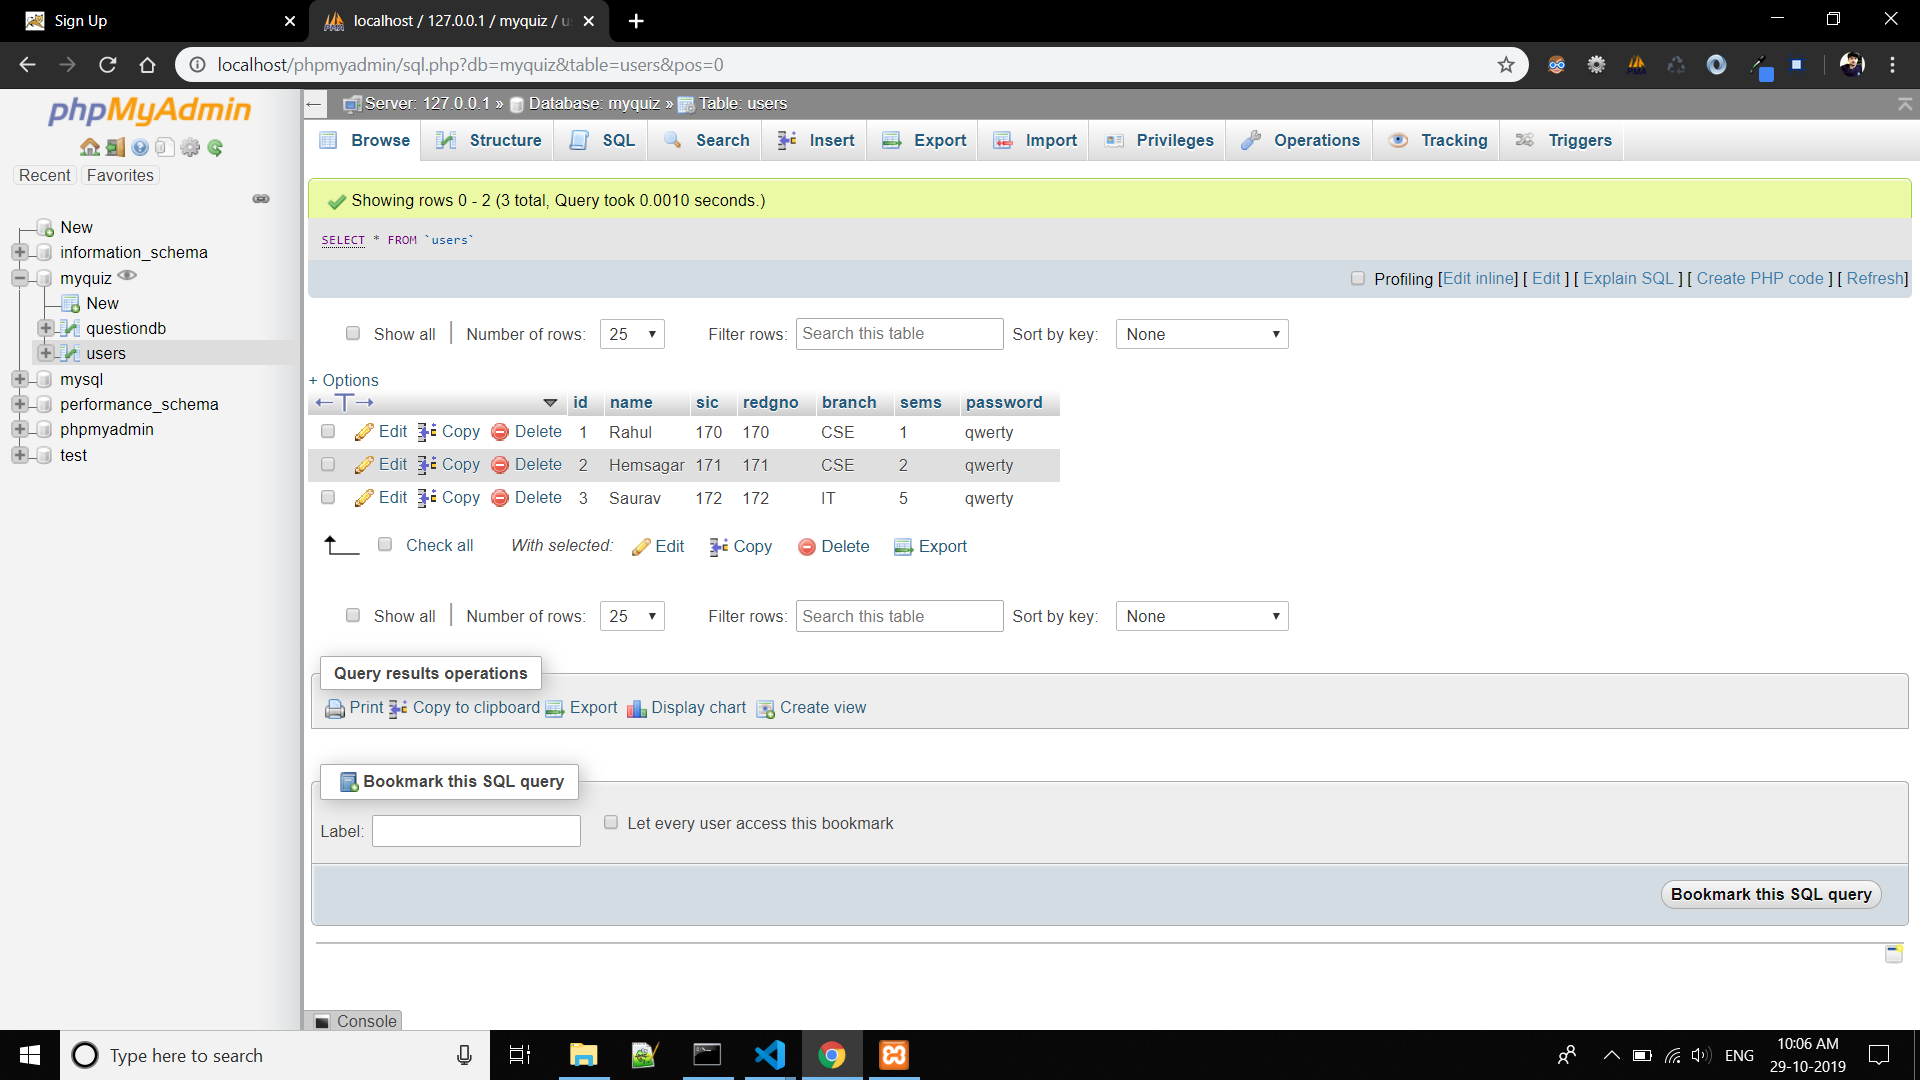 Sign Up
localhost / 127.0.0.1 / myquiz / u
localhost/phpmyadmin/sql.php?db=myquiz&table=users&pos=0
phpMyAdmin
Recent Favorites
New
information_schema
myquiz
New
questiondb
users
mysql
performance_schema
phpmyadmin
test
Server: 127.0.0.1 » Database: myquiz » Table: users
Browse Structure SQL Search Insert Export Import Privileges Operations Tracking Triggers
Showing rows 0 - 2 (3 total, Query took 0.0010 seconds.)
SELECT * FROM `users`
Profiling [Edit inline] [ Edit ] [ Explain SQL ] [ Create PHP code ] [ Refresh]
Show all | Number of rows: 25 Filter rows: Search this table Sort by key: None
+ Options
←T→ id name sic redgno branch sems password
Edit Copy Delete 1 Rahul 170 170 CSE 1 qwerty
Edit Copy Delete 2 Hemsagar 171 171 CSE 2 qwerty
Edit Copy Delete 3 Saurav 172 172 IT 5 qwerty
Check all With selected: Edit Copy Delete Export
Show all | Number of rows: 25 Filter rows: Search this table Sort by key: None
Query results operations
Print Copy to clipboard Export Display chart Create view
Bookmark this SQL query
Label: Let every user access this bookmark
Bookmark this SQL query
Console
Type here to search
ENG
10:06 AM
29-10-2019